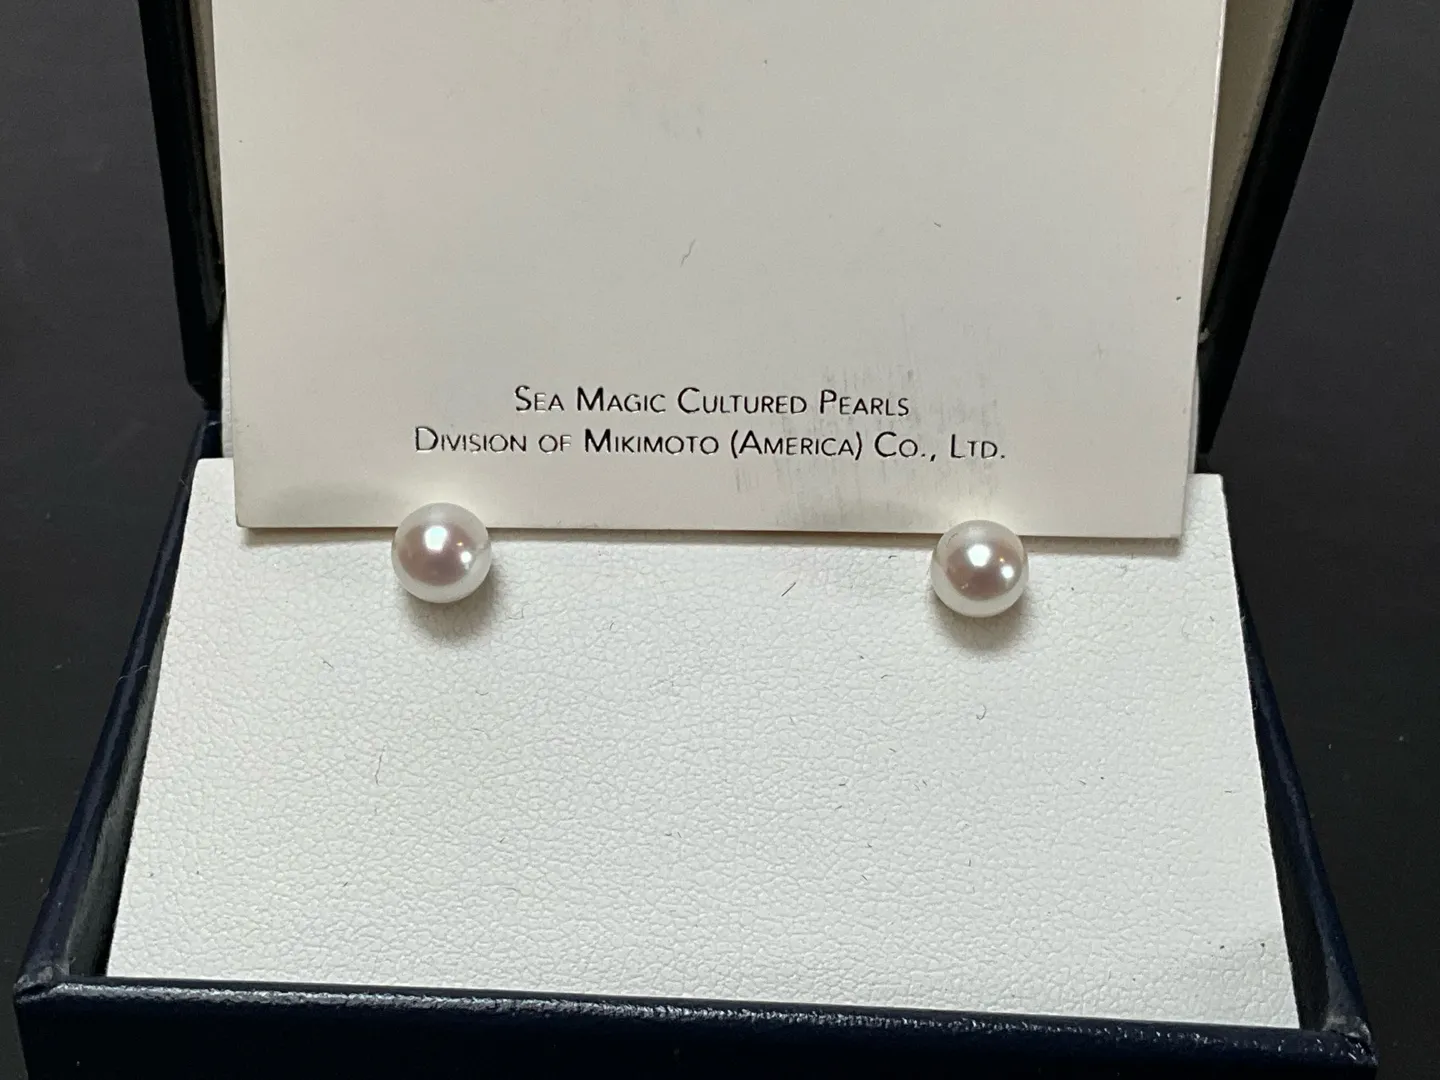 Sea Magic Cultured Pearls
Division of Mikimoto (America) Co., Ltd.